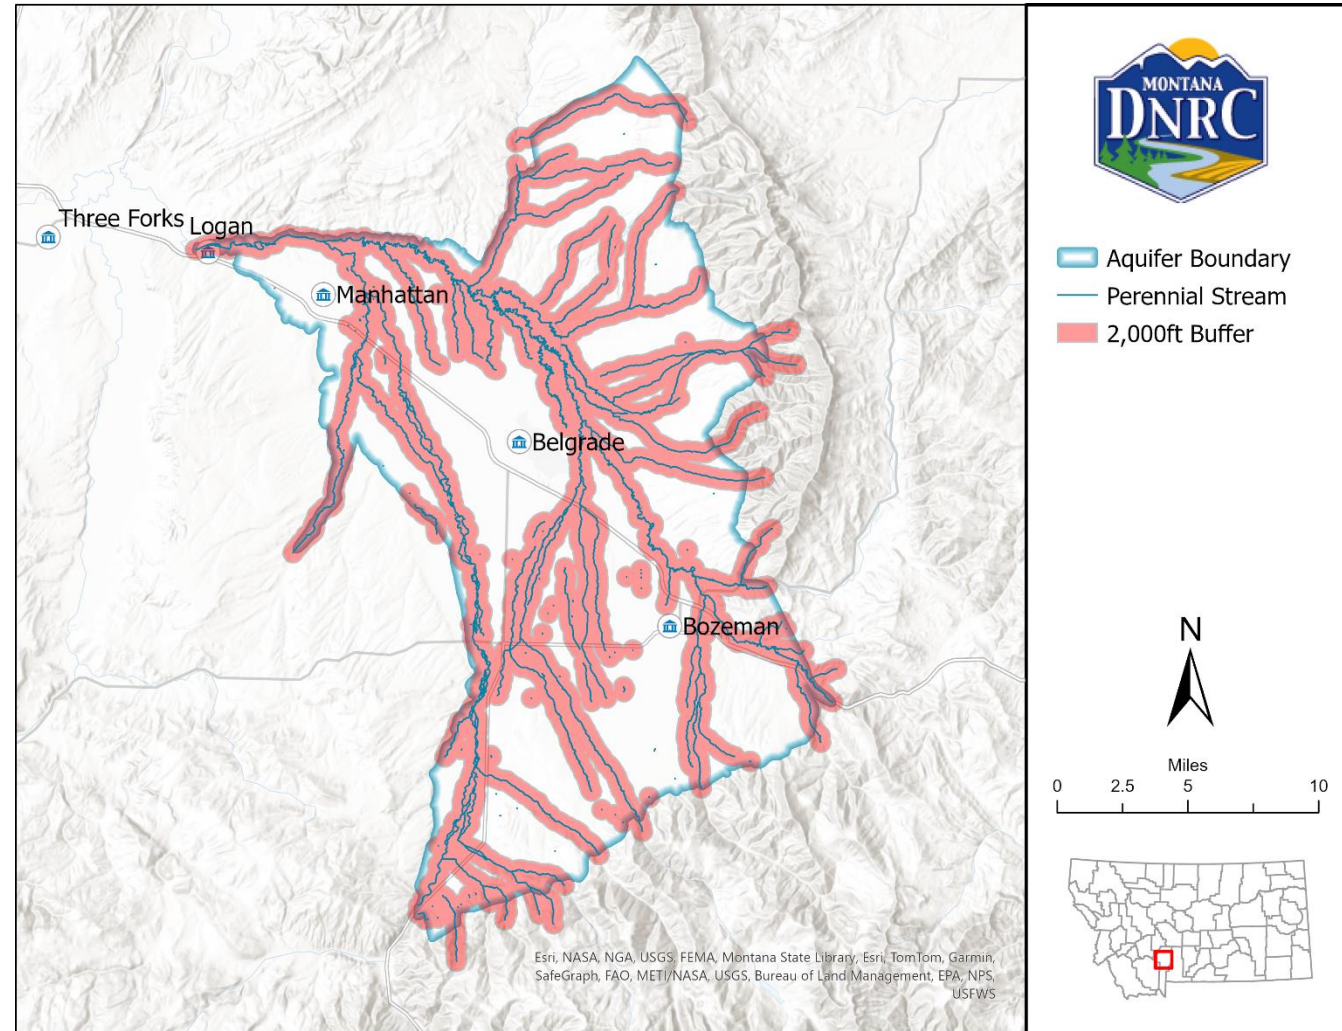 Three Forks
Logan
Manhattan
Belgrade
Bozeman
Esri, NASA, NGA, USGS, FEMA, Montana State Library, Esri, TomTom, Garmin,
SafeGraph, FAO, METI/NASA, USGS, Bureau of Land Management, EPA, NPS,
USFWS
MONTANA
DNRC
Aquifer Boundary
Perennial Stream
2,000ft Buffer
N
Miles
0 2.5 5 10